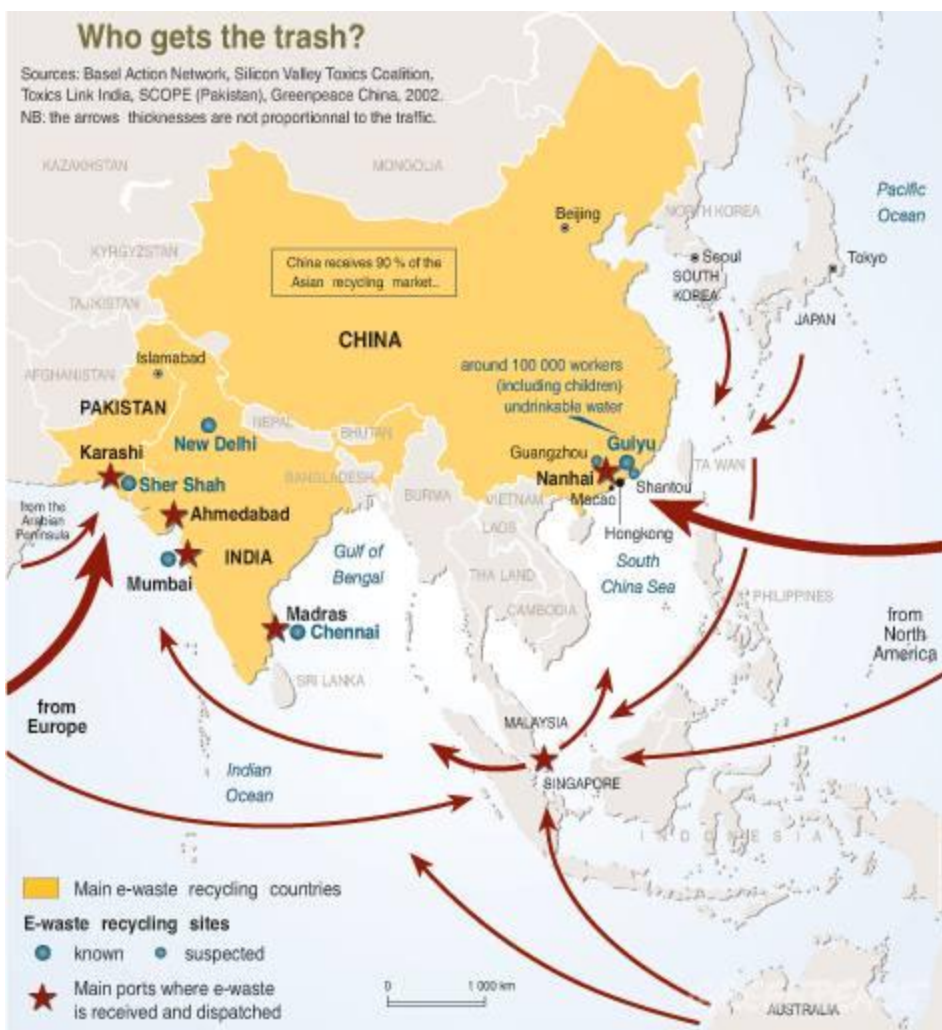 Who gets the trash?
Sources: Basel Action Network, Silicon Valley Toxics Coalition,
Toxics Link India, SCOPE (Pakistan), Greenpeace China, 2002.
NB: the arrows thicknesses are not proportionnal to the traffic.
KAZAKHSTAN
MONGOLIA
Pacific
Ocean
Beijing
NORTH KOREA
KYRGYZSTAN
China receives 90 % of the
Asian recycling market...
Seoul
Tokyo
SOUTH
KOREA
TAJIKISTAN
JAPAN
CHINA
Islamabad
around 100 000 workers
(including children)
undrinkable water
AFGHANISTAN
PAKISTAN
NEPAL
BHUTAN
New Delhi
Karashi
Guiyu
Guangzhou
TAIWAN
BANGLADESH
Nanhai
Sher Shah
Shantou
Macao
BURMA
VIETNAM
from the
Arabian
Peninsula
Ahmedabad
LAOS
Hongkong
INDIA
Gulf of
Bengal
South
China Sea
THAILAND
Mumbai
PHILIPPINES
Madras
CAMBODIA
Chennai
from
North
America
SRI LANKA
from
Europe
MALAYSIA
Indian
Ocean
SINGAPORE
INDONESIA
Main e-waste recycling countries
E-waste recycling sites
known
suspected
Main ports where e-waste
is received and dispatched
0
1 000 km
AUSTRALIA